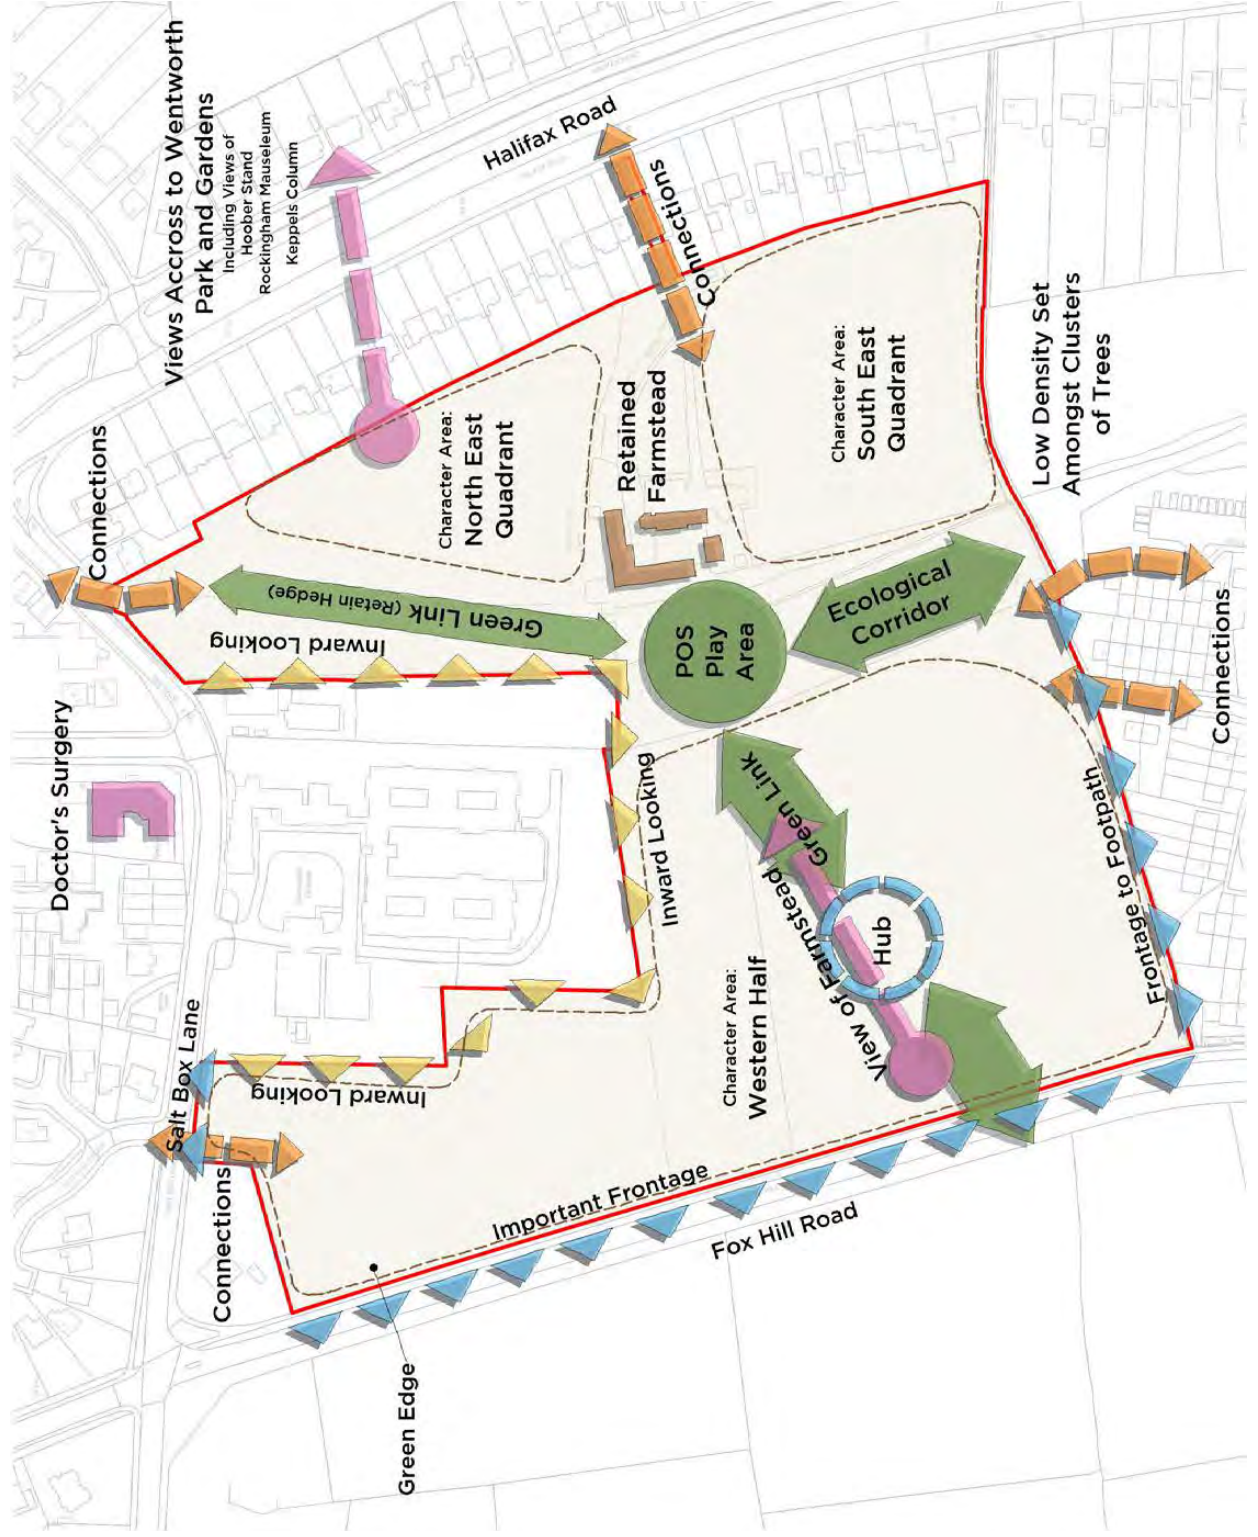 Doctor's Surgery
Connections
Views Accross to Wentworth
Park and Gardens
Including Views of
Hoober Stand
Rockingham Mauseleum
Keppels Column
Salt Box Lane
Connections
Inward Looking
Inward Looking
Green Link (Retain Hedge)
Character Area:
North East
Quadrant
Halifax Road
Green Edge
Important Frontage
Fox Hill Road
Inward Looking
Retained
Farmstead
Connections
POS
Play
Area
Character Area:
Western Half
Green Link
View of Farmstead
Hub
Ecological
Corridor
Character Area:
South East
Quadrant
Low Density Set
Amongst Clusters
of Trees
Frontage to Footpath
Connections